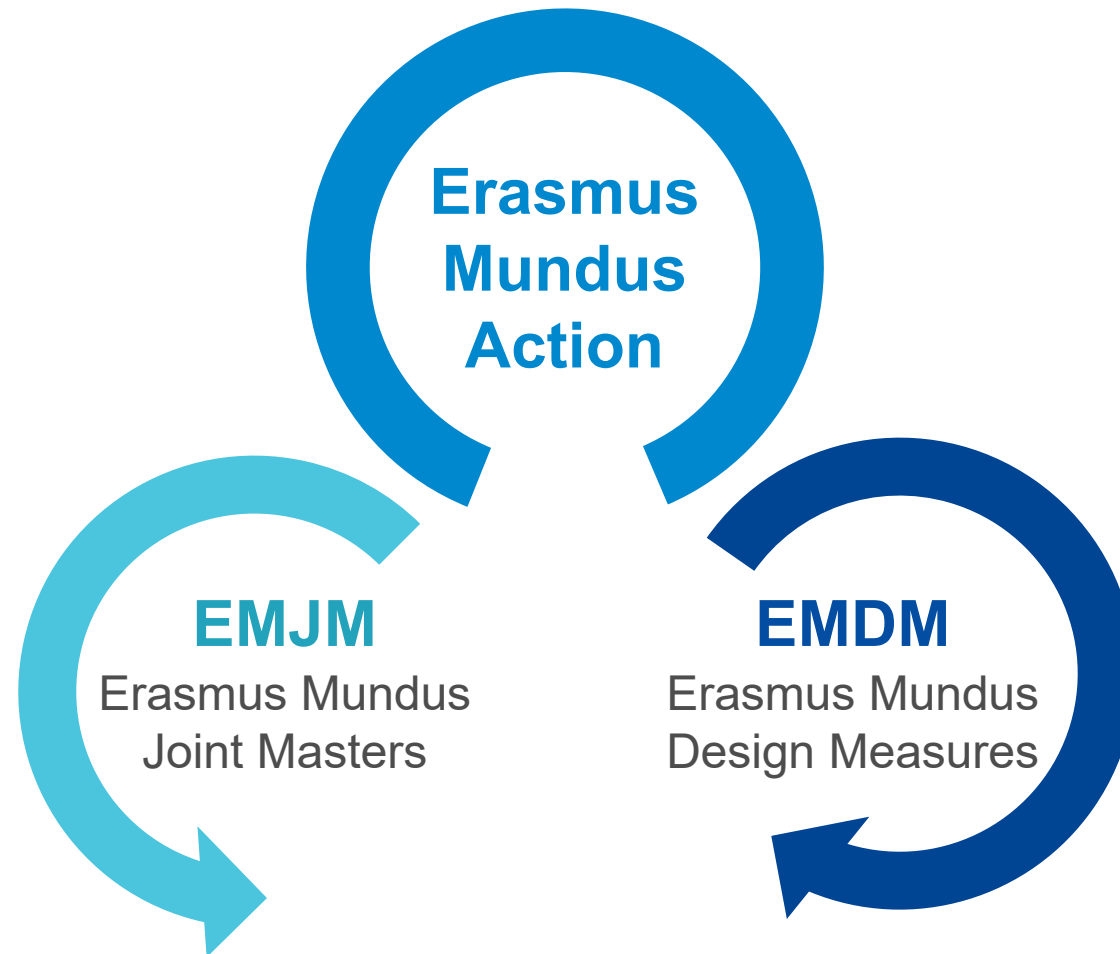 Erasmus
Mundus
Action
EMJM
Erasmus Mundus
Joint Masters
EMDM
Erasmus Mundus
Design Measures